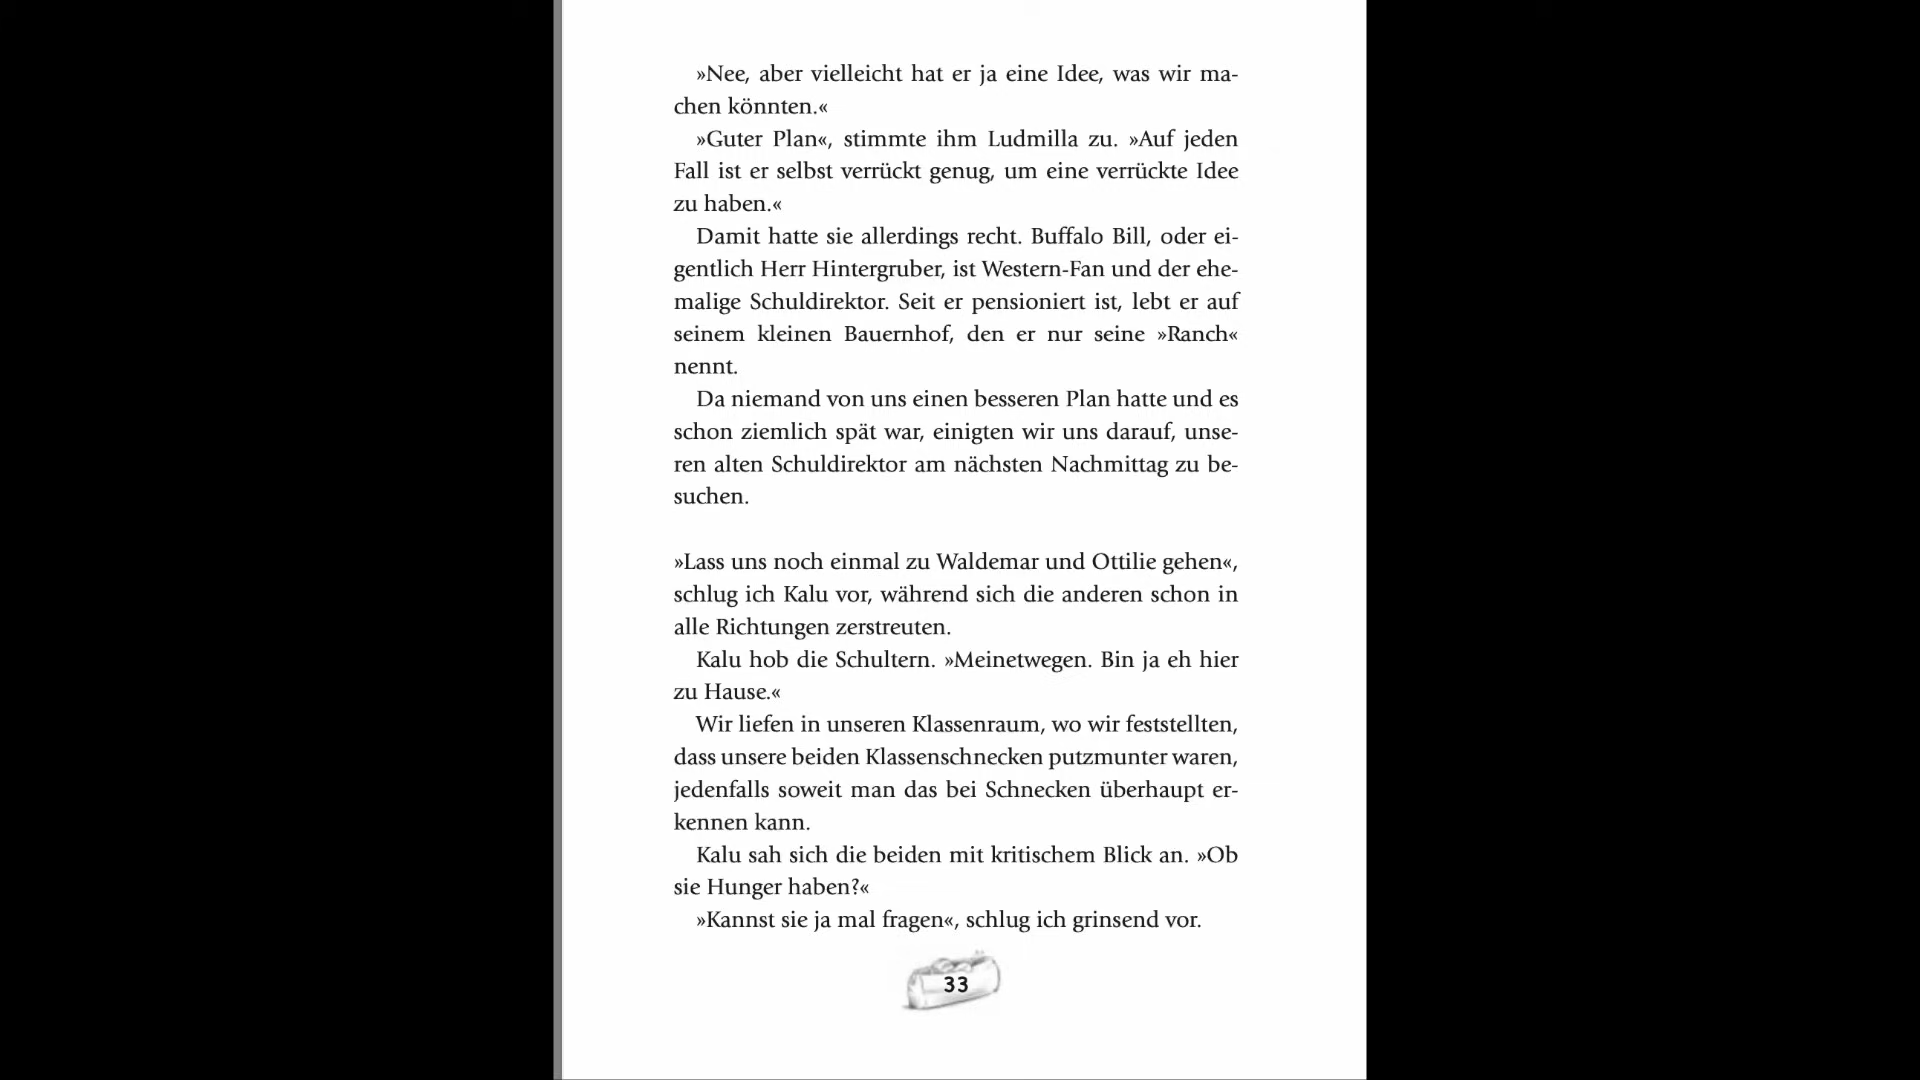 »Nee, aber vielleicht hat er ja eine Idee, was wir ma-
chen könnten.«
»Guter Plan«, stimmte ihm Ludmilla zu. »Auf jeden
Fall ist er selbst verrückt genug, um eine verrückte Idee
zu haben.«
Damit hatte sie allerdings recht. Buffalo Bill, oder ei-
gentlich Herr Hintergruber, ist Western-Fan und der ehe-
malige Schuldirektor. Seit er pensioniert ist, lebt er auf
seinem kleinen Bauernhof, den er nur seine »Ranch«
nennt.
Da niemand von uns einen besseren Plan hatte und es
schon ziemlich spät war, einigten wir uns darauf, unse-
ren alten Schuldirektor am nächsten Nachmittag zu be-
suchen.
»Lass uns noch einmal zu Waldemar und Ottilie gehen«,
schlug ich Kalu vor, während sich die anderen schon in
alle Richtungen zerstreuten.
Kalu hob die Schultern. »Meinetwegen. Bin ja eh hier
zu Hause.«
Wir liefen in unseren Klassenraum, wo wir feststellten,
dass unsere beiden Klassenschnecken putzmunter waren,
jedenfalls soweit man das bei Schnecken überhaupt er-
kennen kann.
Kalu sah sich die beiden mit kritischem Blick an. »Ob
sie Hunger haben?«
»Kannst sie ja mal fragen«, schlug ich grinsend vor.
33